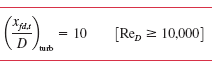 (x_fd,t / D)_turb = 10 [Re_D ≥ 10,000]